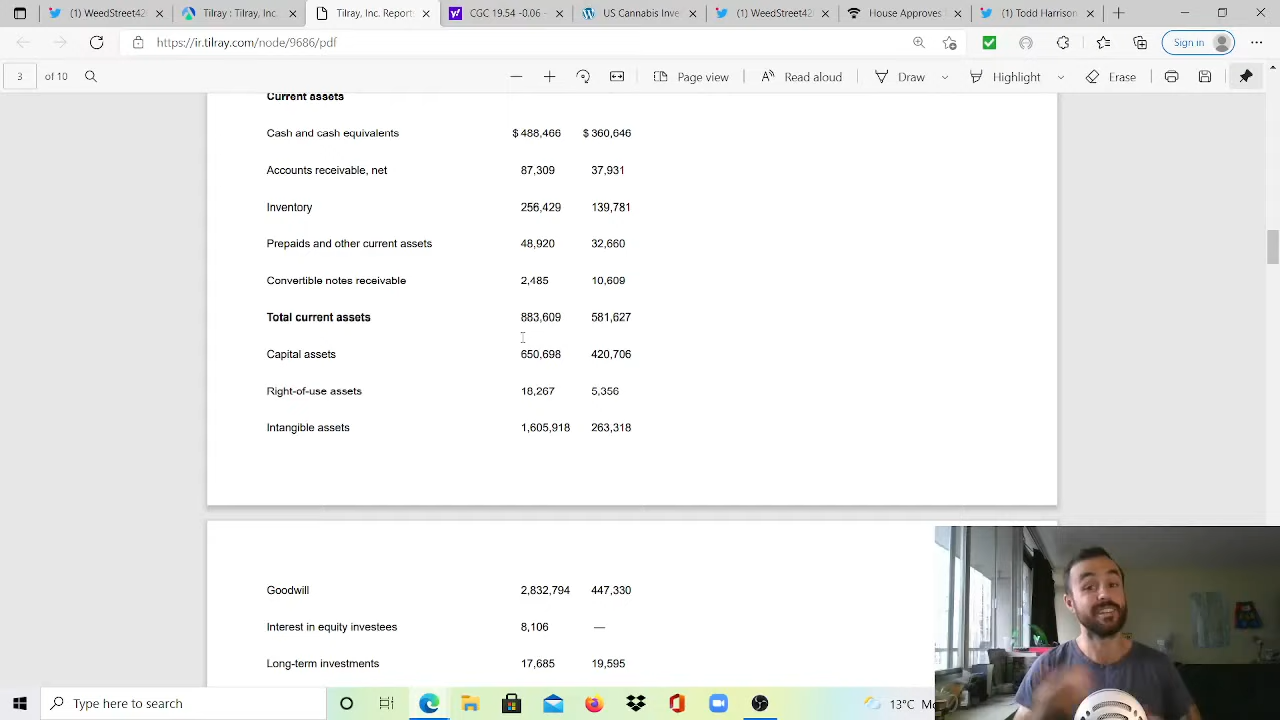 (WeedStreet42
Tilray : Tilray, Inc.
Tilray, Inc. Report
CGC 19.54 -0.06 -
US Cannabis Inve
(WeedStreet42
House Approves
(Todd Harrison
https://ir.tilray.com/node/9686/pdf
Sign in
3 of 10
Page view
Read aloud
Draw
Highlight
Erase
Current assets
Cash and cash equivalents $ 488,466 $ 360,646
Accounts receivable, net 87,309 37,931
Inventory 256,429 139,781
Prepaids and other current assets 48,920 32,660
Convertible notes receivable 2,485 10,609
Total current assets 883,609 581,627
Capital assets 650,698 420,706
Right-of-use assets 18,267 5,356
Intangible assets 1,605,918 263,318
Goodwill 2,832,794 447,330
Interest in equity investees 8,106 —
Long-term investments 17,685 19,595
Type here to search
13°C